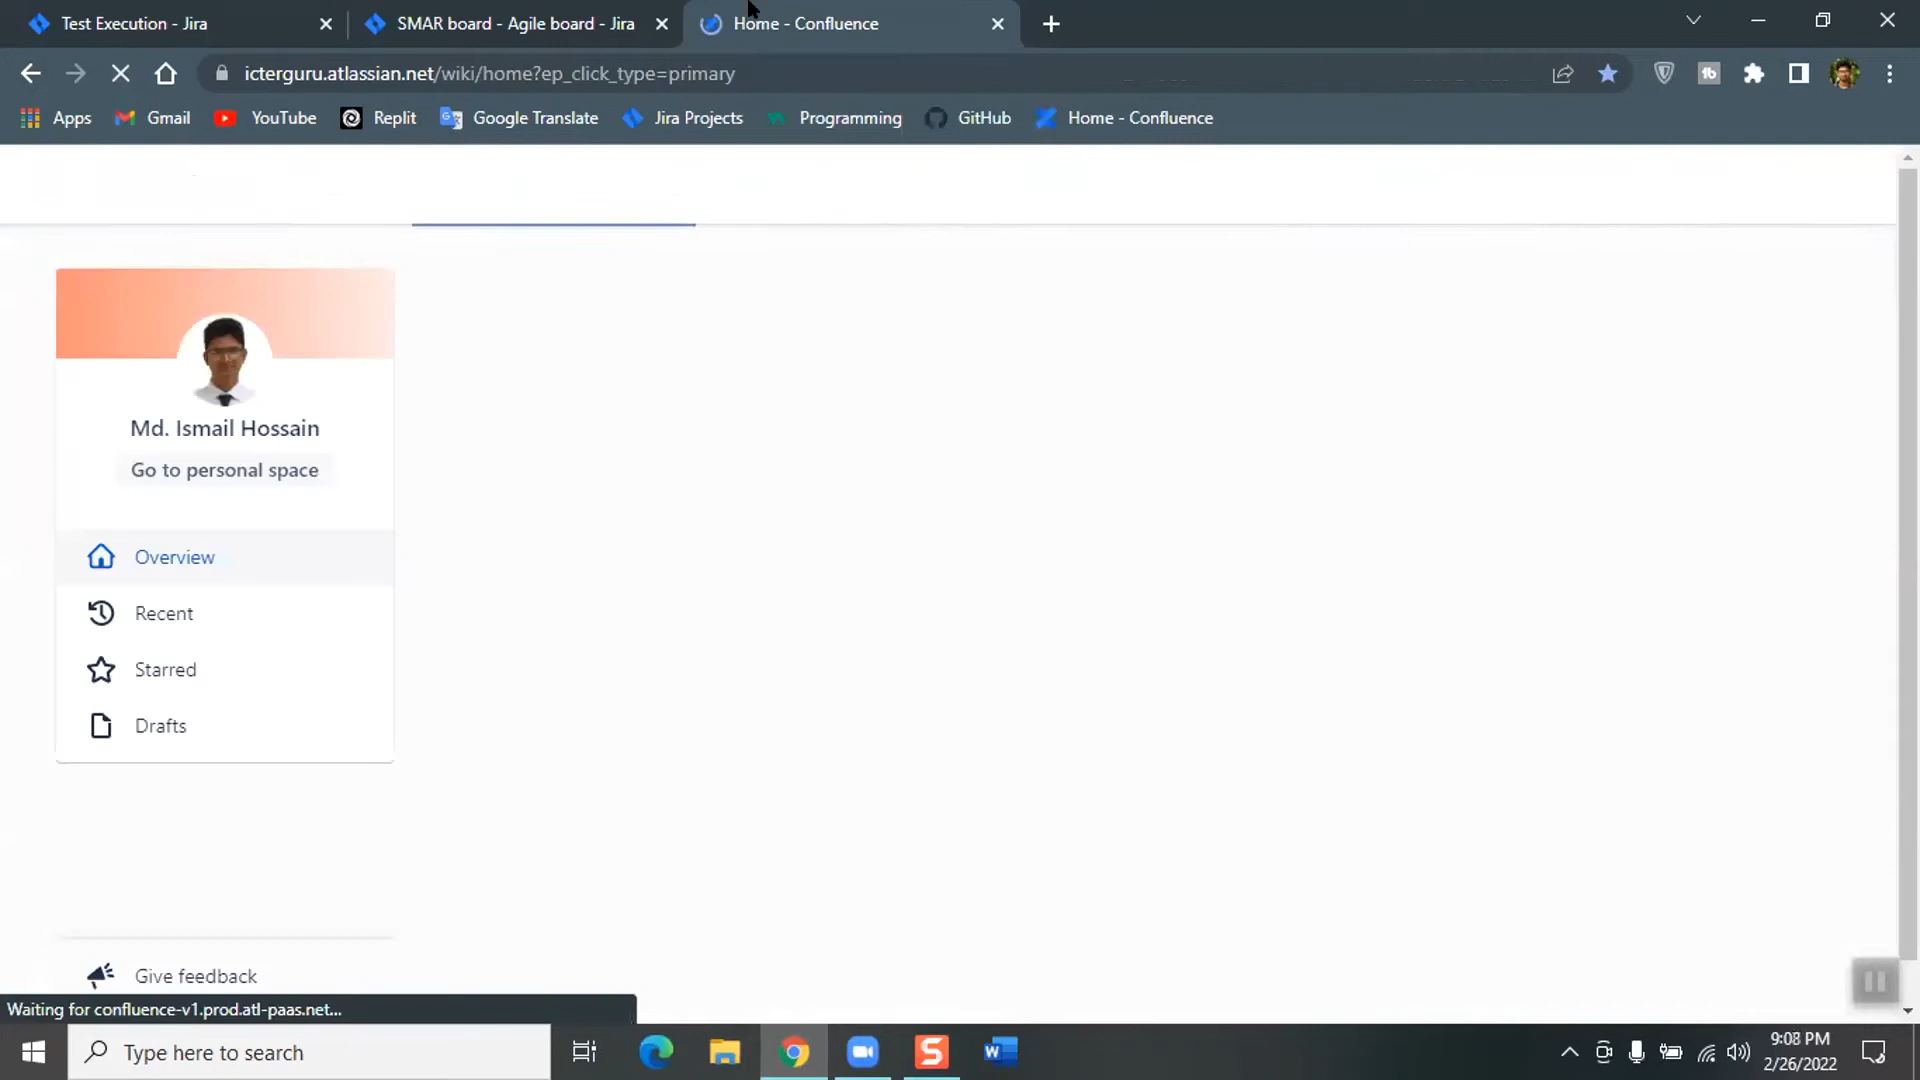 Test Execution - Jira
SMAR board - Agile board - Jira
Home - Confluence
icterguru.atlassian.net/wiki/home?ep_click_type=primary
Apps
Gmail
YouTube
Replit
Google Translate
Jira Projects
Programming
GitHub
Home - Confluence
Md. Ismail Hossain
Go to personal space
Overview
Recent
Starred
Drafts
Give feedback
Waiting for confluence-v1.prod.atl-paas.net...
Type here to search
9:08 PM
2/26/2022